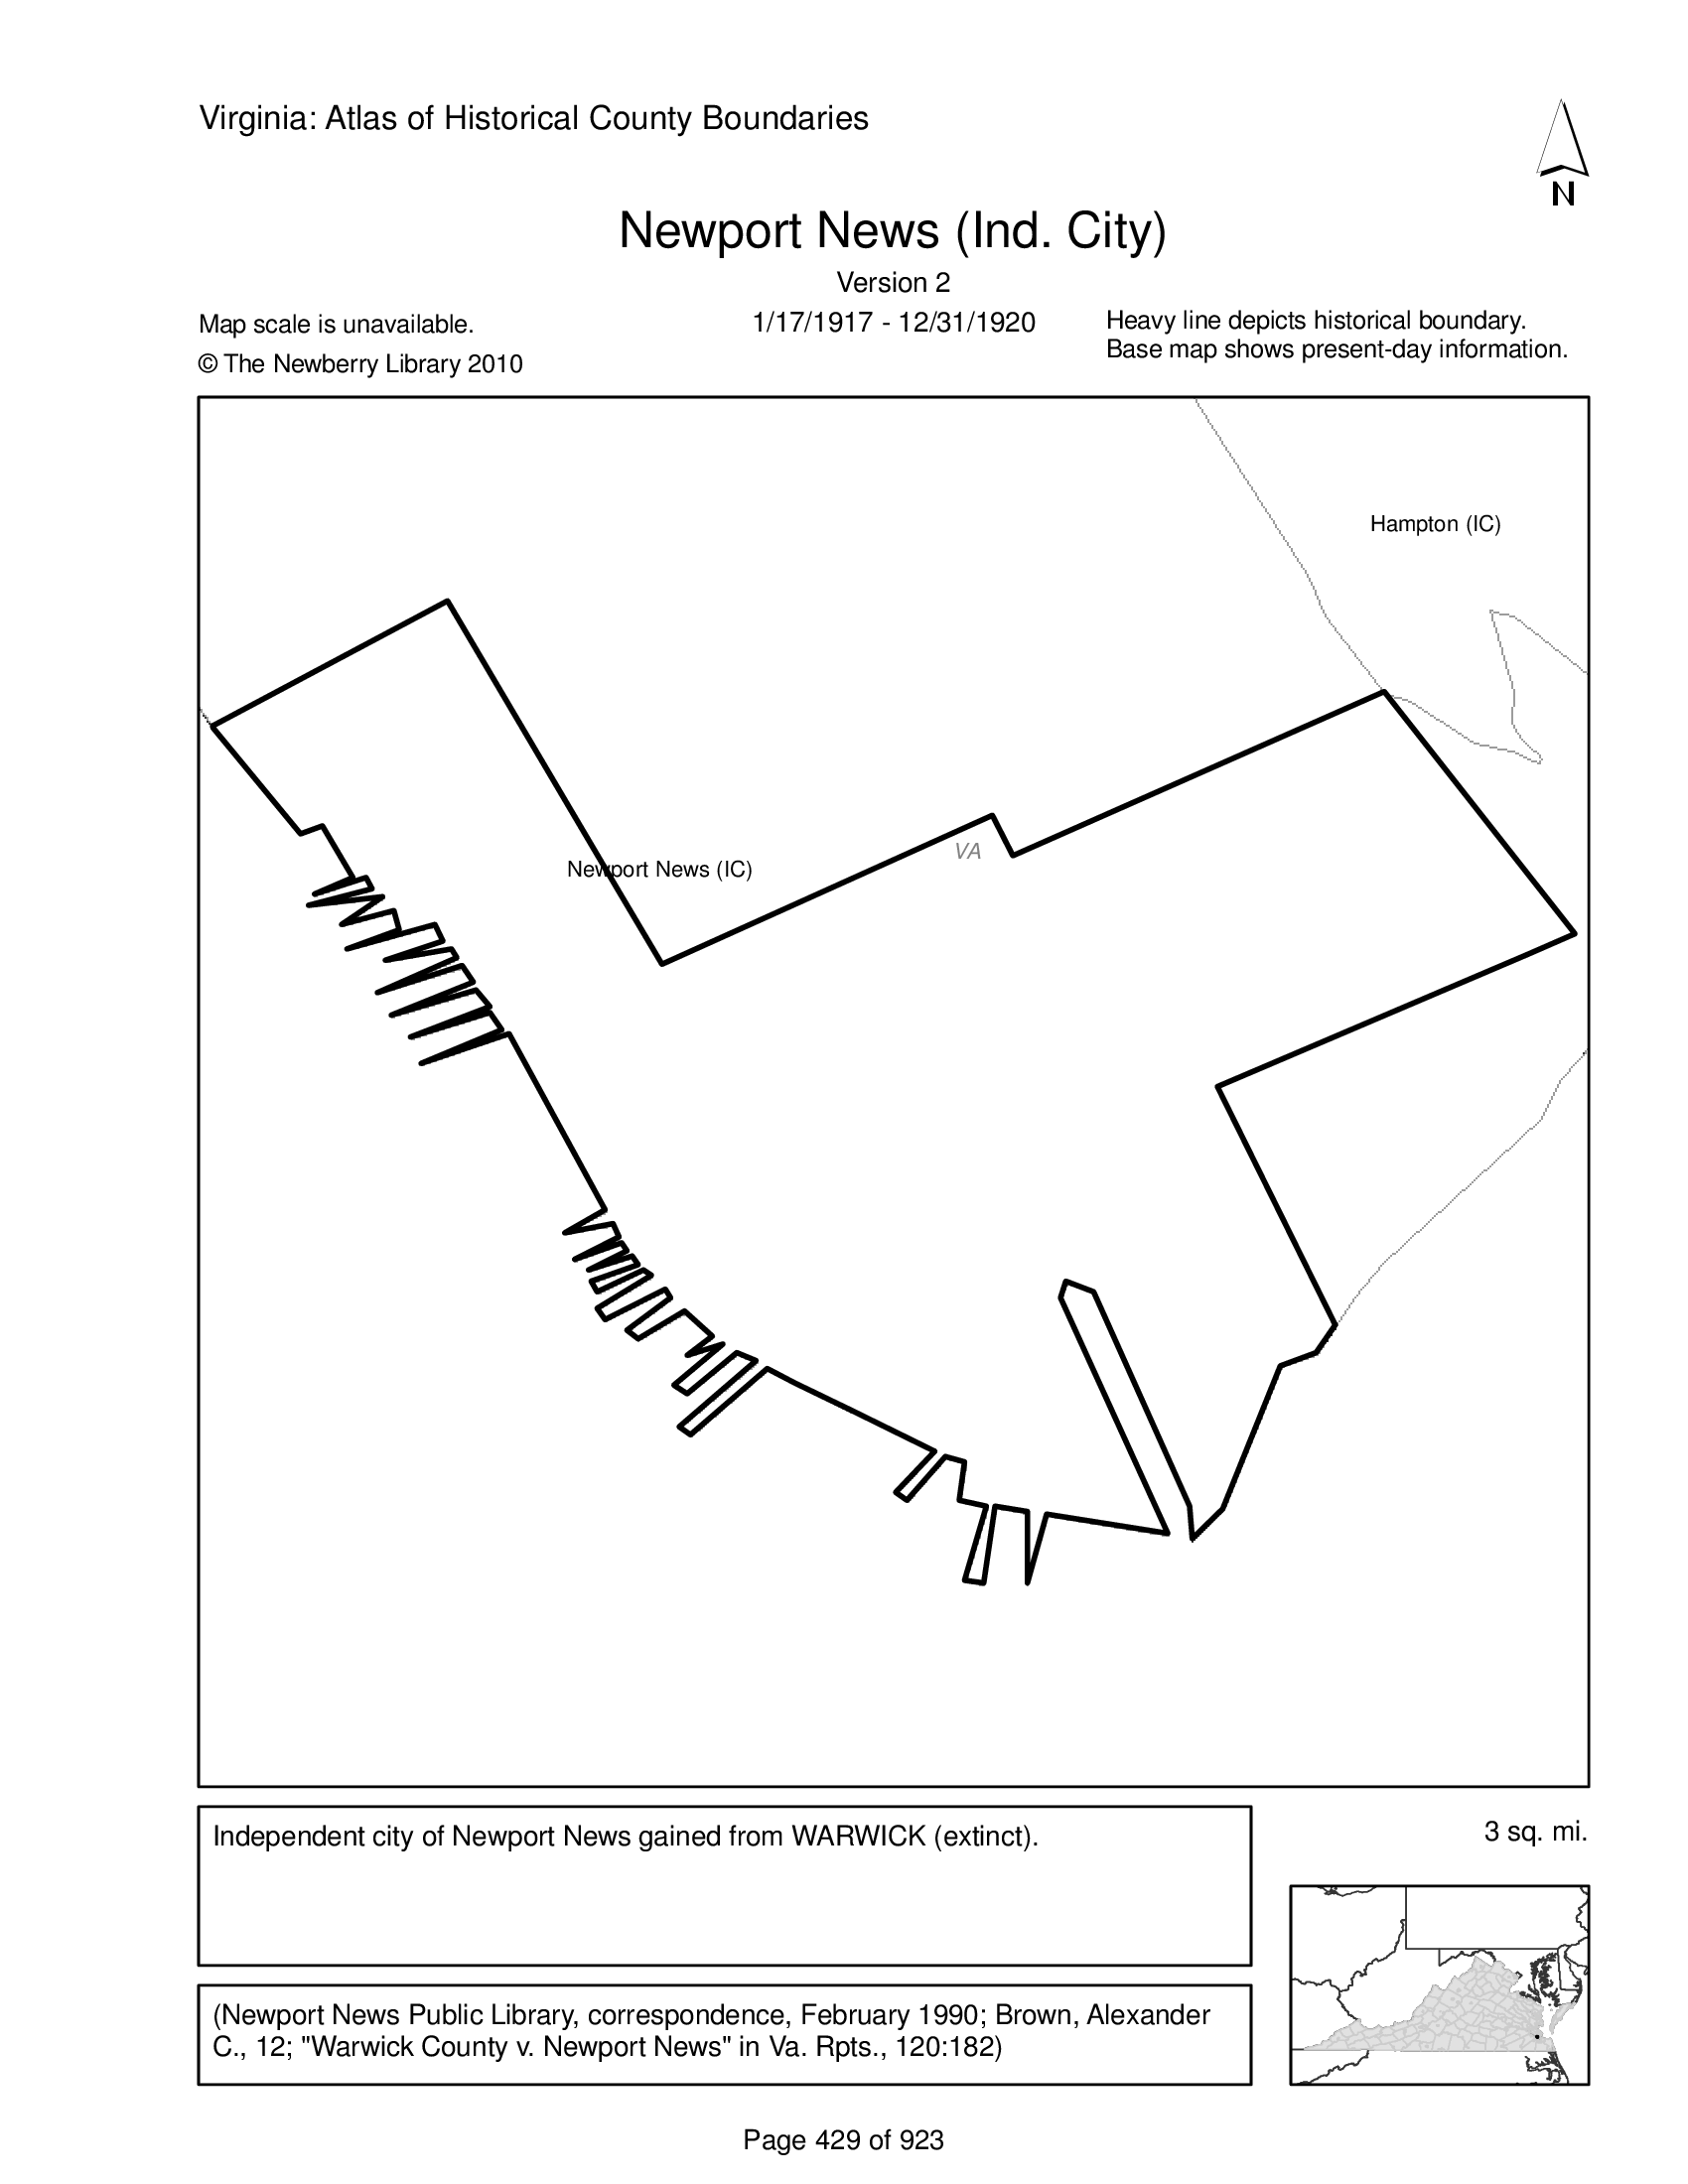 Virginia: Atlas of Historical County Boundaries
N
Newport News (Ind. City)
Version 2
Map scale is unavailable.
1/17/1917 - 12/31/1920
Heavy line depicts historical boundary.
Base map shows present-day information.
© The Newberry Library 2010
Hampton (IC)
VA
Newport News (IC)
Independent city of Newport News gained from WARWICK (extinct).
3 sq. mi.
(Newport News Public Library, correspondence, February 1990; Brown, Alexander
C., 12; "Warwick County v. Newport News" in Va. Rpts., 120:182)
Page 429 of 923